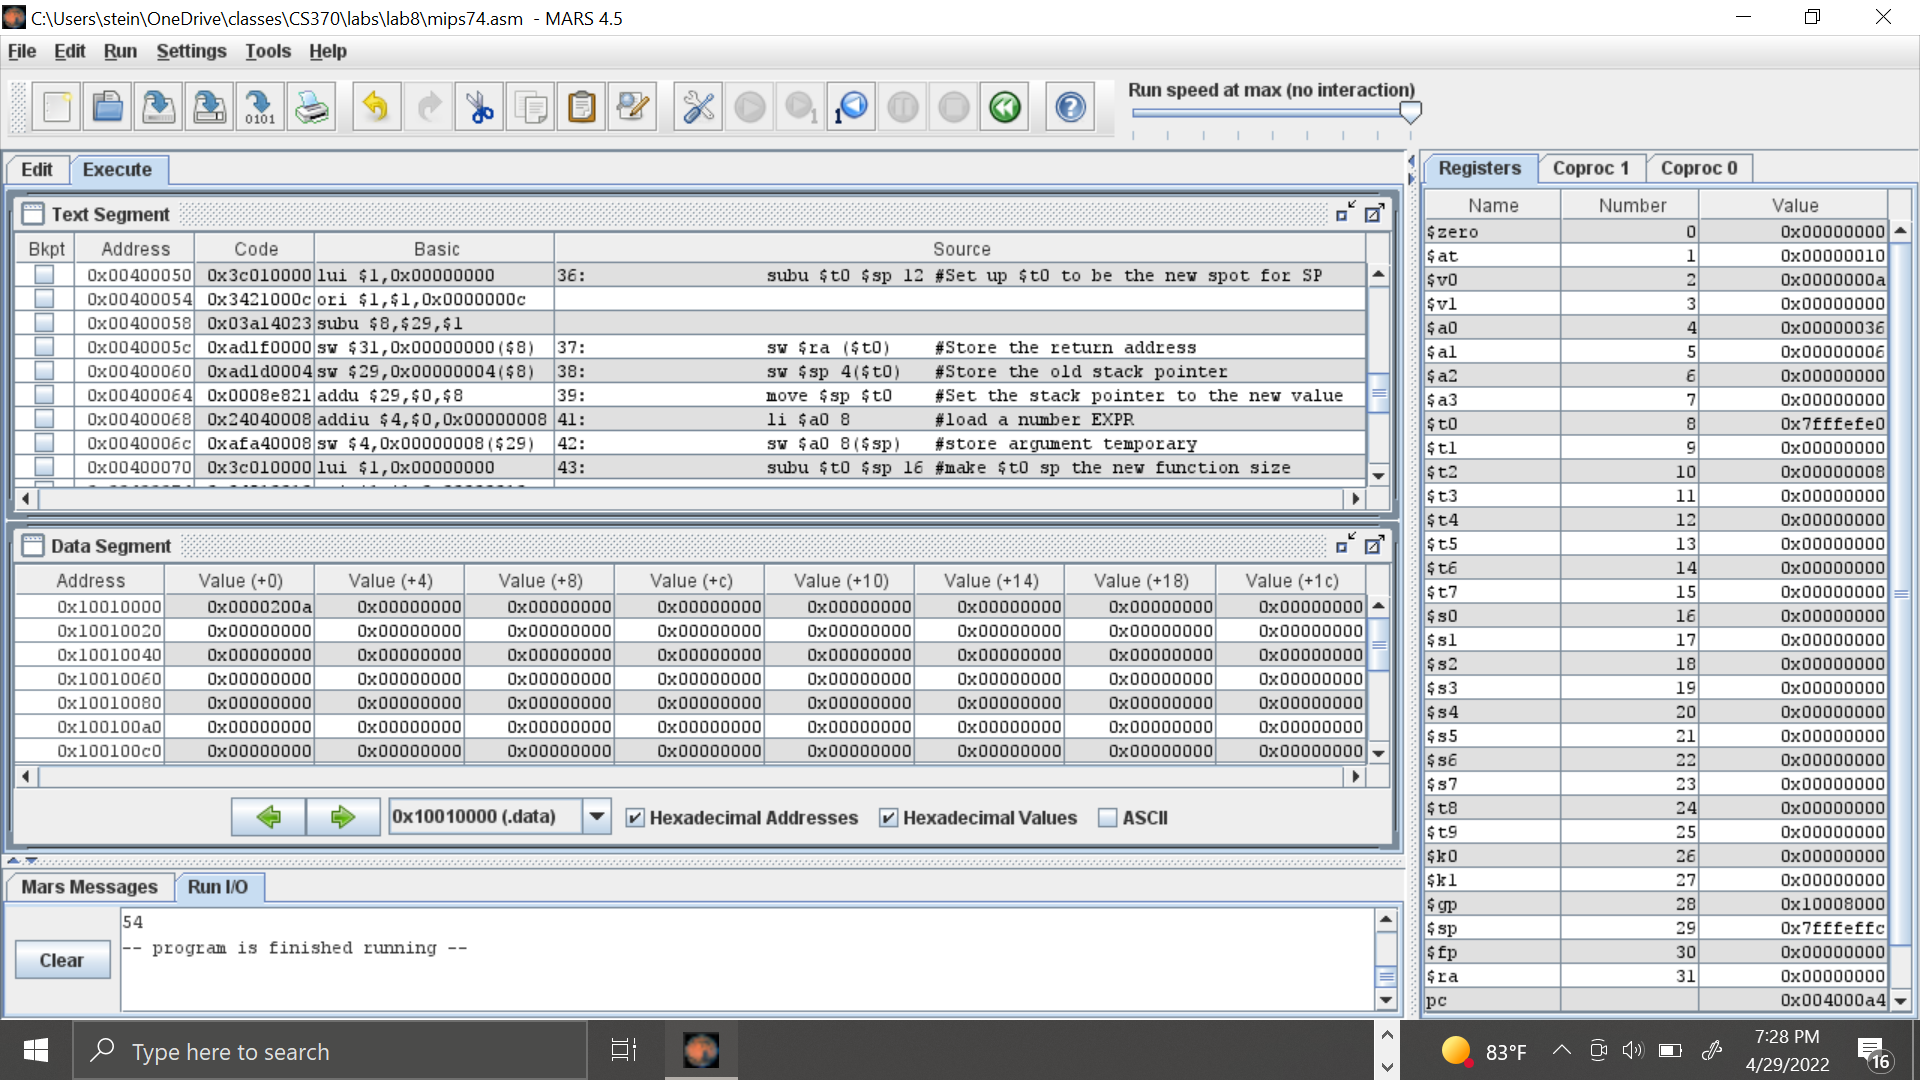 C:\Users\stein\OneDrive\classes\CS370\labs\lab8\mips74.asm - MARS 4.5
File Edit Run Settings Tools Help
Run speed at max (no interaction)
Edit Execute
Text Segment
Bkpt Address Code Basic Source
0x00400050 0x3c010000 lui $1,0x00000000 36: subu $t0 $sp 12 #Set up $t0 to be the new spot for SP
0x00400054 0x3421000c ori $1,$1,0x0000000c
0x00400058 0x03a14023 subu $8,$29,$1
0x0040005c 0xad1f0000 sw $31,0x00000000($8) 37: sw $ra ($t0) #Store the return address
0x00400060 0xad1d0004 sw $29,0x00000004($8) 38: sw $sp 4($t0) #Store the old stack pointer
0x00400064 0x0008e821 addu $29,$0,$8 39: move $sp $t0 #Set the stack pointer to the new value
0x00400068 0x24040008 addiu $4,$0,0x00000008 41: li $a0 8 #load a number EXPR
0x0040006c 0xafa40008 sw $4,0x00000008($29) 42: sw $a0 8($sp) #store argument temporary
0x00400070 0x3c010000 lui $1,0x00000000 43: subu $t0 $sp 16 #make $t0 sp the new function size
Data Segment
Address Value (+0) Value (+4) Value (+8) Value (+c) Value (+10) Value (+14) Value (+18) Value (+1c)
0x10010000 0x0000200a 0x00000000 0x00000000 0x00000000 0x00000000 0x00000000 0x00000000 0x00000000
0x10010020 0x00000000 0x00000000 0x00000000 0x00000000 0x00000000 0x00000000 0x00000000 0x00000000
0x10010040 0x00000000 0x00000000 0x00000000 0x00000000 0x00000000 0x00000000 0x00000000 0x00000000
0x10010060 0x00000000 0x00000000 0x00000000 0x00000000 0x00000000 0x00000000 0x00000000 0x00000000
0x10010080 0x00000000 0x00000000 0x00000000 0x00000000 0x00000000 0x00000000 0x00000000 0x00000000
0x100100a0 0x00000000 0x00000000 0x00000000 0x00000000 0x00000000 0x00000000 0x00000000 0x00000000
0x100100c0 0x00000000 0x00000000 0x00000000 0x00000000 0x00000000 0x00000000 0x00000000 0x00000000
0x10010000 (.data) Hexadecimal Addresses Hexadecimal Values ASCII
Mars Messages Run I/O
Clear
54
-- program is finished running --
Registers Coproc 1 Coproc 0
Name Number Value
$zero 0 0x00000000
$at 1 0x00000010
$v0 2 0x0000000a
$v1 3 0x00000000
$a0 4 0x00000036
$a1 5 0x00000006
$a2 6 0x00000000
$a3 7 0x00000000
$t0 8 0x7fffefe0
$t1 9 0x00000000
$t2 10 0x00000008
$t3 11 0x00000000
$t4 12 0x00000000
$t5 13 0x00000000
$t6 14 0x00000000
$t7 15 0x00000000
$s0 16 0x00000000
$s1 17 0x00000000
$s2 18 0x00000000
$s3 19 0x00000000
$s4 20 0x00000000
$s5 21 0x00000000
$s6 22 0x00000000
$s7 23 0x00000000
$t8 24 0x00000000
$t9 25 0x00000000
$k0 26 0x00000000
$k1 27 0x00000000
$gp 28 0x10008000
$sp 29 0x7fffeffc
$fp 30 0x00000000
$ra 31 0x00000000
pc 0x004000a4
Type here to search
83°F
7:28 PM
4/29/2022
16